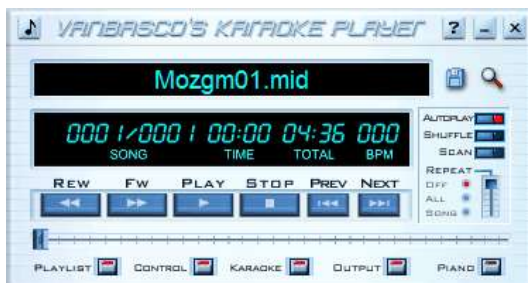 VANBASCO'S KARAOKE PLAYER ? _ x
Mozgm01.mid
0001/0001 00:00 04:36 000
SONG TIME TOTAL BPM
AUTOPLAY
SHUFFLE
SCAN
REPEAT
OFF
ALL
SONG
REW FW PLAY STOP PREV NEXT
PLAYLIST CONTROL KARAOKE OUTPUT PIANO